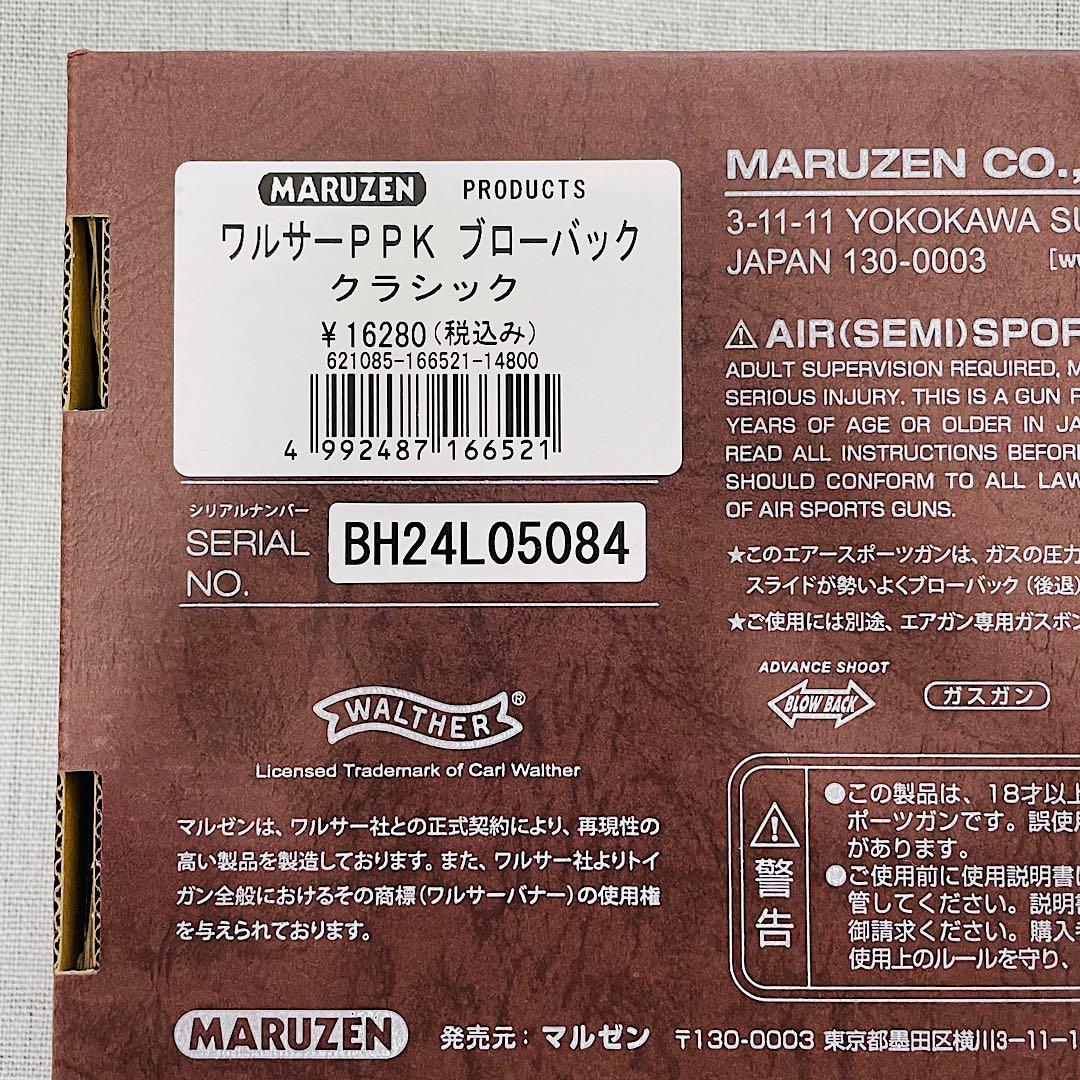 MARUZEN PRODUCTS
ワルサーPPK ブローバック
クラシック
¥16280(税込み)
621085-166521-14800
4 992487 166521
シリアルナンバー
SERIAL
NO.
BH24L05084
WALTHER®
Licensed Trademark of Carl Walther
マルゼンは、ワルサー社との正式契約により、再現性の
高い製品を製造しております。また、ワルサー社よりトイ
ガン全般におけるその商標(ワルサーバナー)の使用権
を与えられております。
MARUZEN CO.,
3-11-11 YOKOKAWA SU
JAPAN 130-0003 [ww
⚠ AIR(SEMI)SPOR
ADULT SUPERVISION REQUIRED, M
SERIOUS INJURY. THIS IS A GUN F
YEARS OF AGE OR OLDER IN JA
READ ALL INSTRUCTIONS BEFOR
SHOULD CONFORM TO ALL LAW
OF AIR SPORTS GUNS.
★このエアースポーツガンは、ガスの圧力
スライドが勢いよくブローバック(後退)
★ご使用には別途、エアガン専用ガスボン
ADVANCE SHOOT
BLOW BACK
ガスガン
⚠
警告
●この製品は、18才以上
ポーツガンです。誤使用
があります。
●ご使用前に使用説明書
管してください。説明書
御請求ください。購入者
使用上のルールを守り、
MARUZEN 発売元:マルゼン 〒130-0003 東京都墨田区横川3-11-1